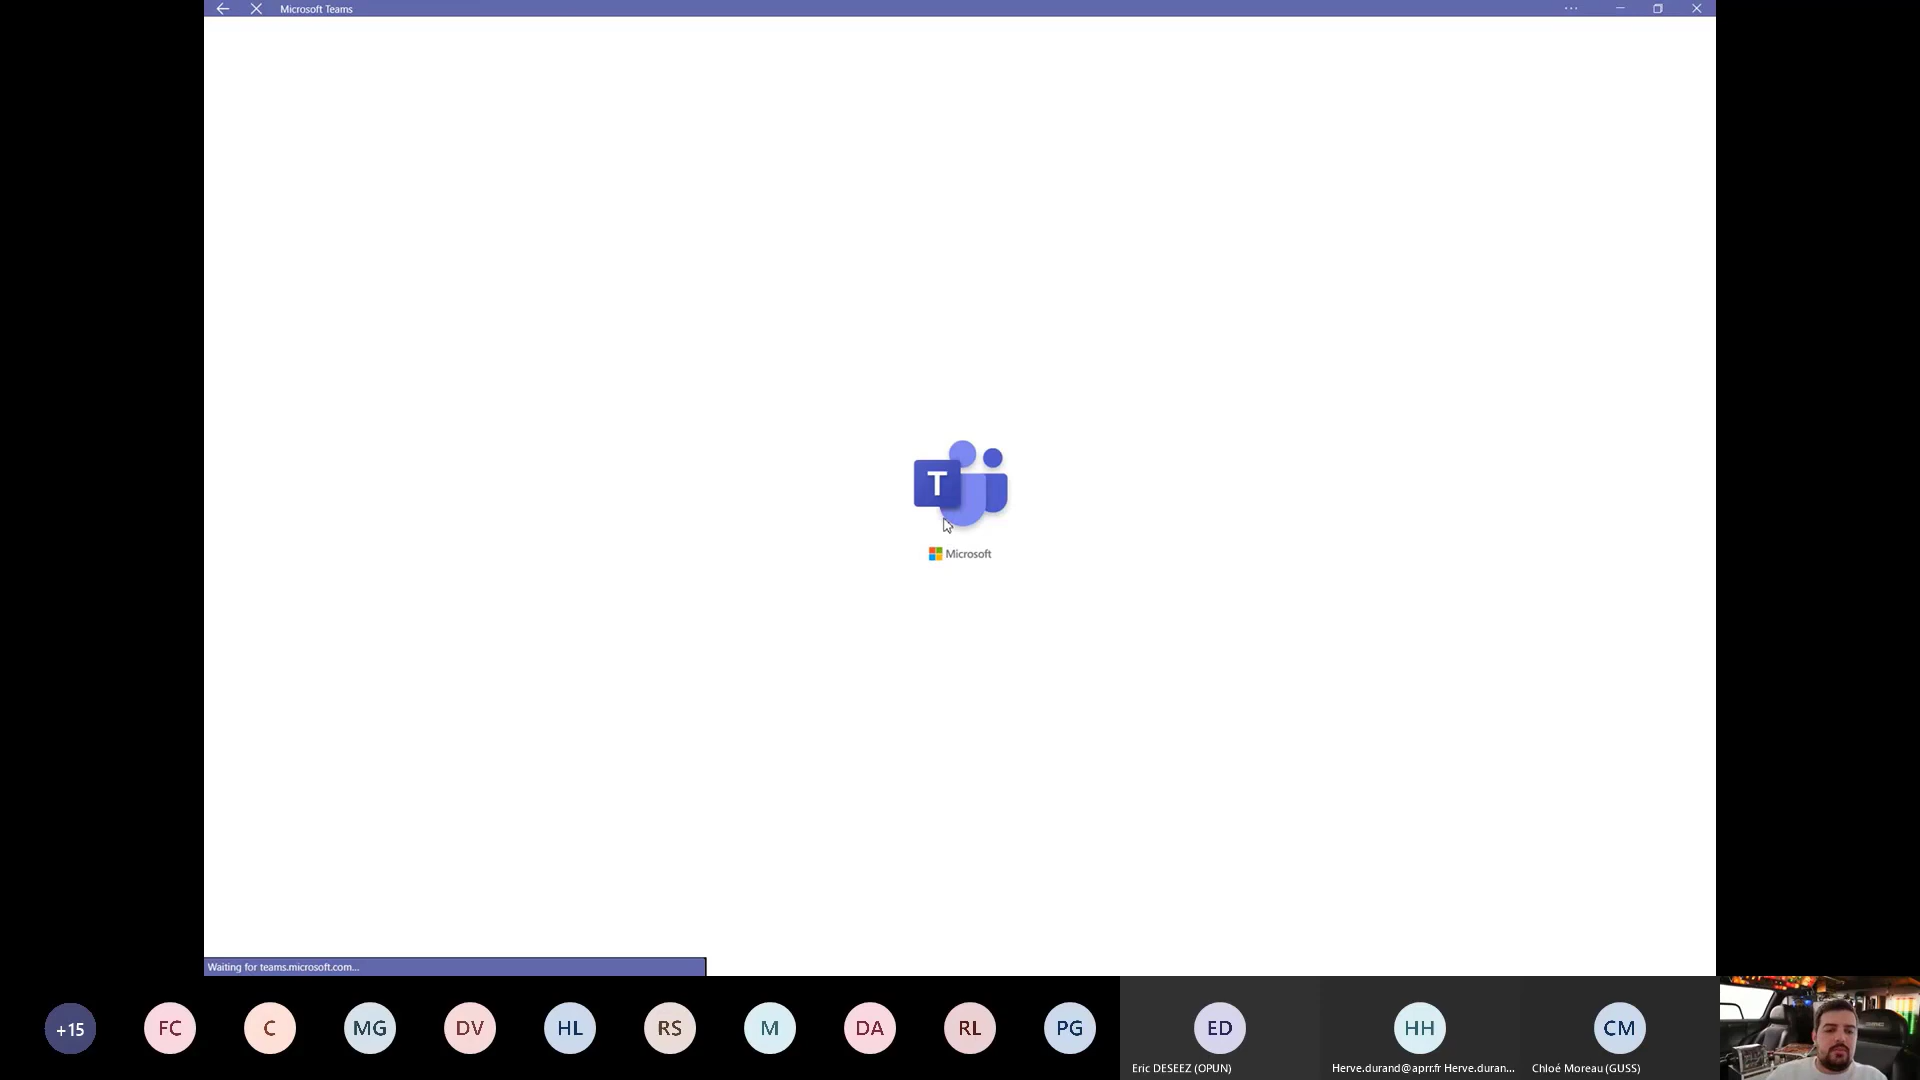 Microsoft Teams
T
Microsoft
Waiting for teams.microsoft.com...
+15
FC
C
MG
DV
HL
RS
M
DA
RL
PG
ED
HH
CM
Eric DESEEZ (OPUN)
Herve.durand@aprr.fr Herve.duran...
Chloé Moreau (GUSS)